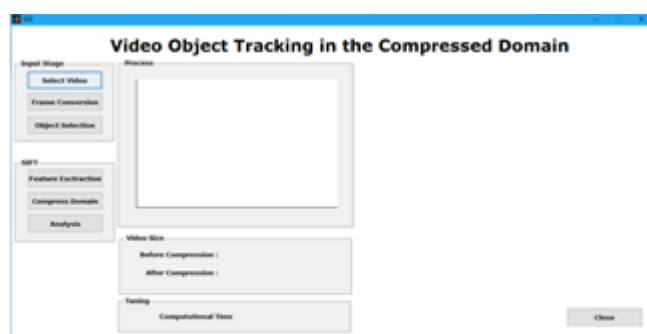 Video Object Tracking in the Compressed Domain
Input Stage
Select Video
Frame Conversion
Object Selection
SIFT
Feature Exctraction
Compress Domain
Analysis
Process
Video Size
Before Compression :
After Compression :
Computational Time
Close